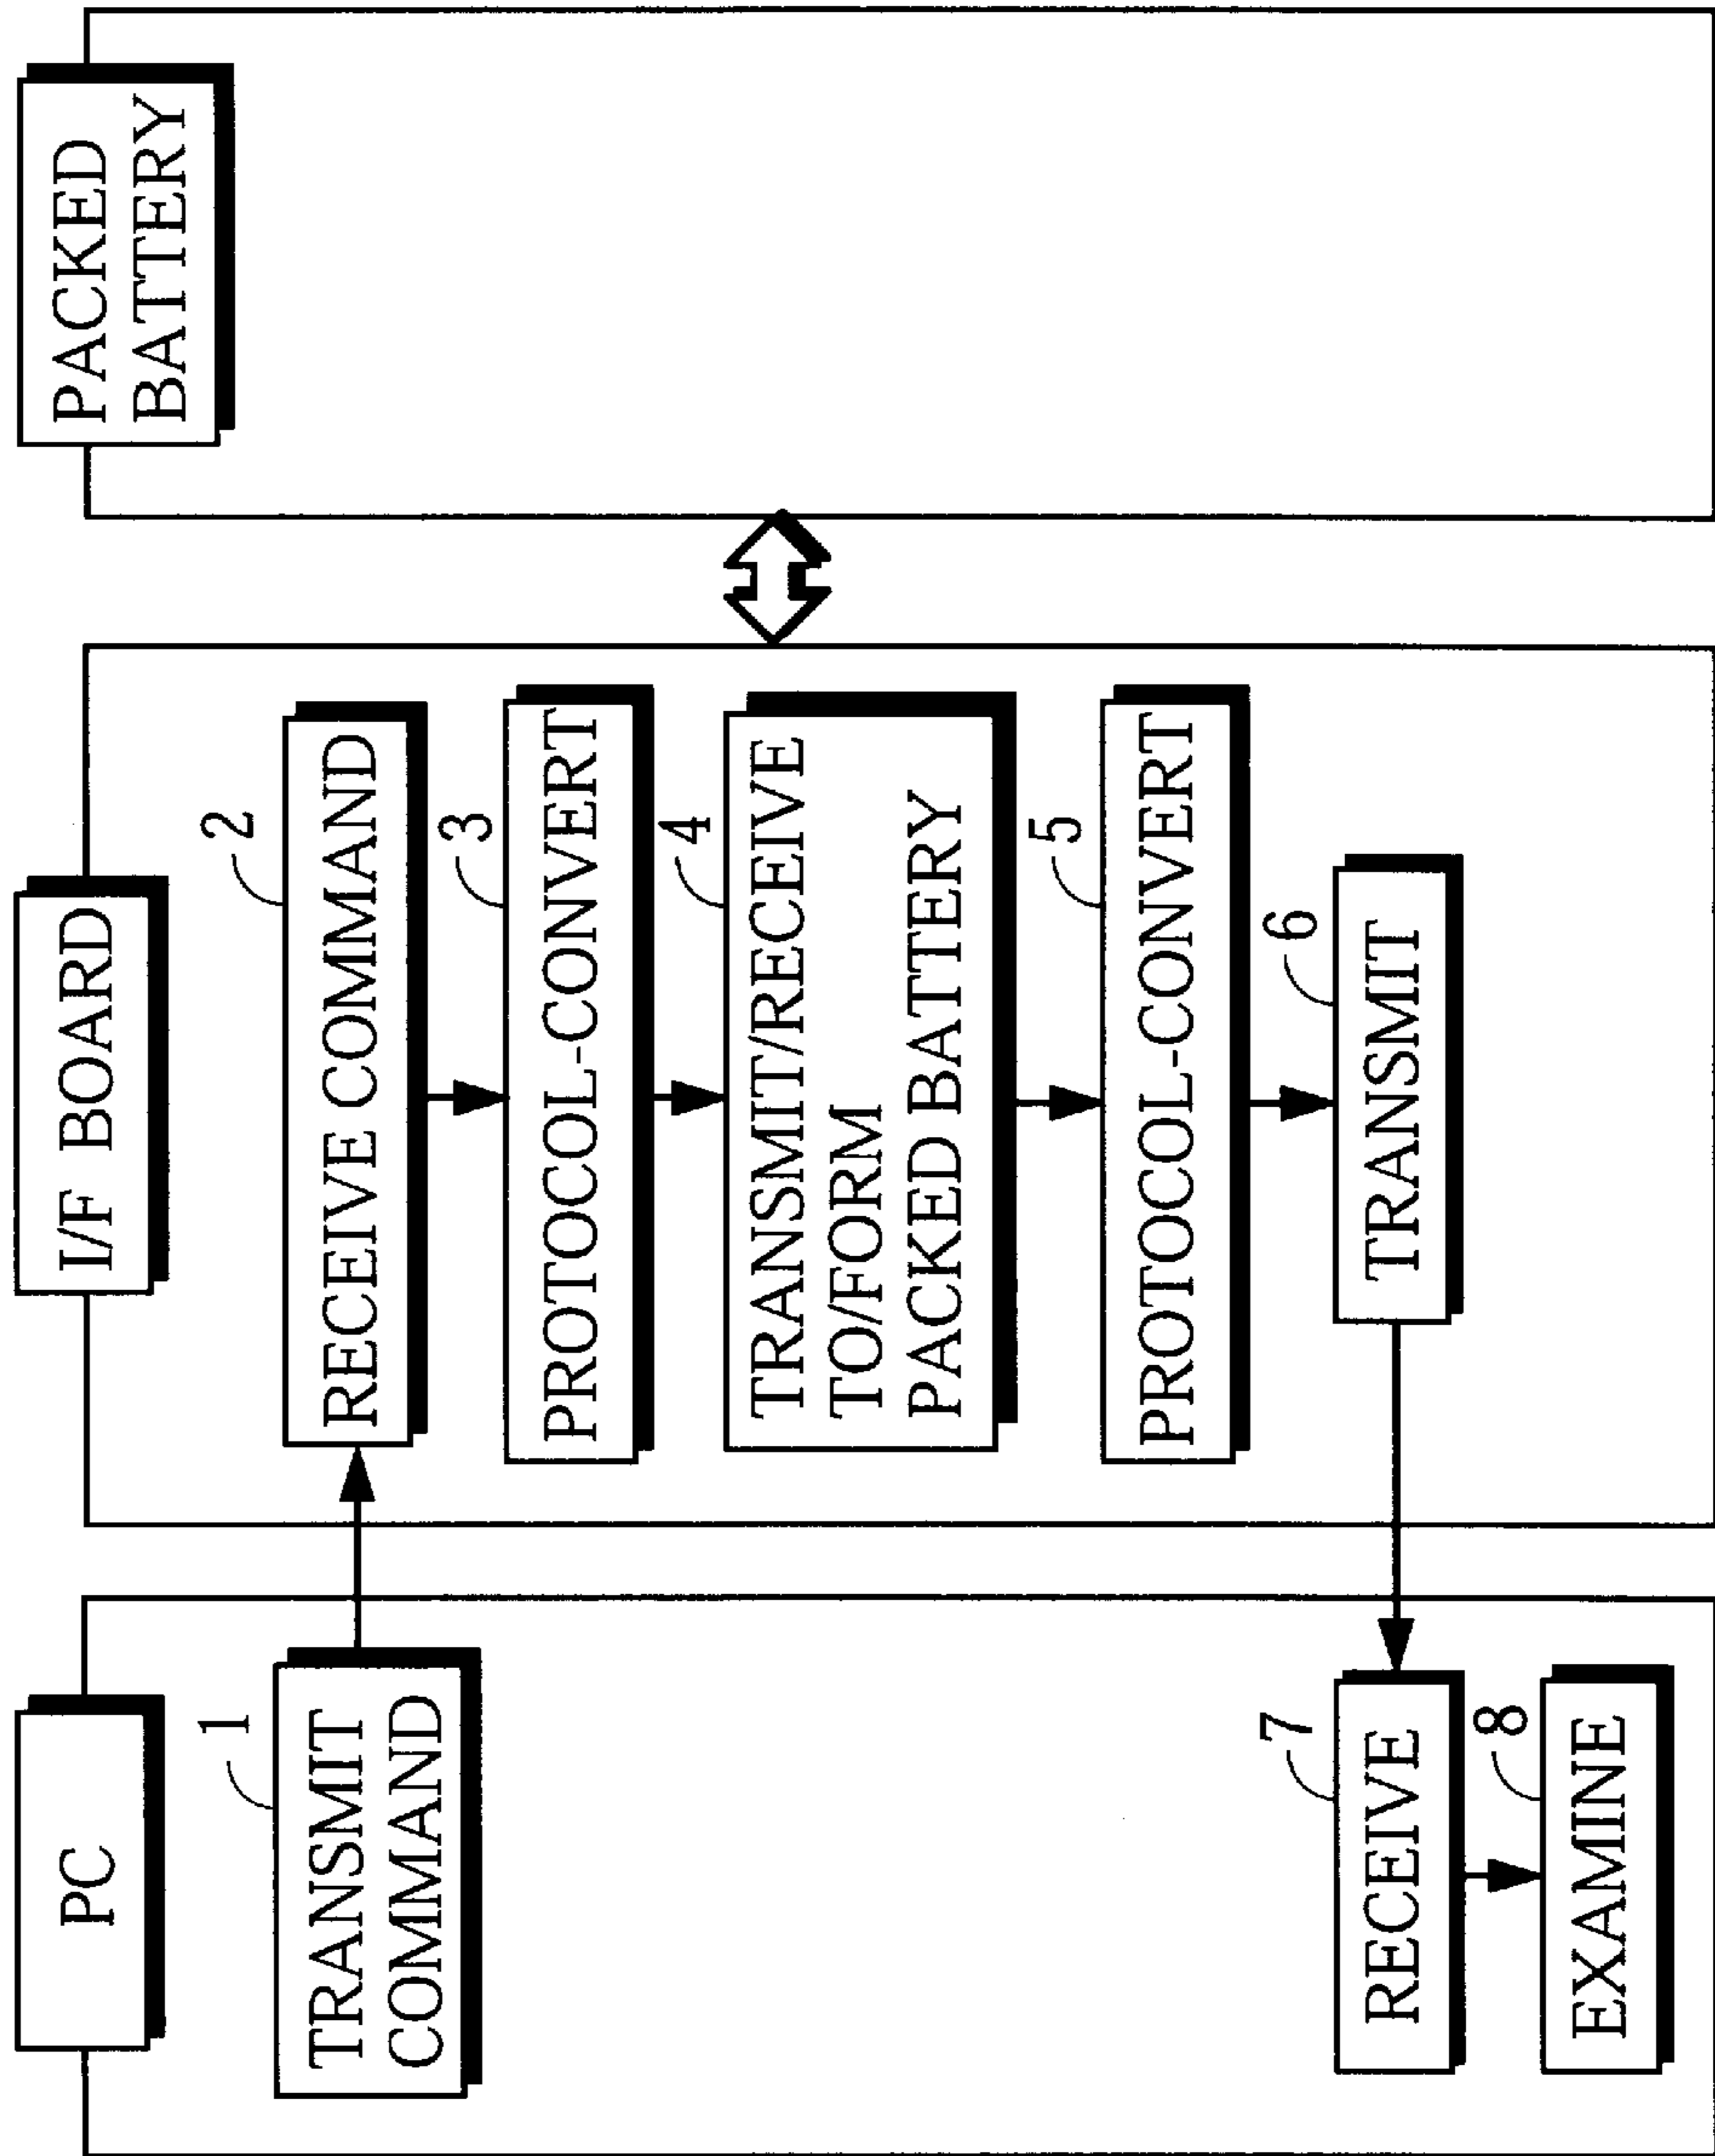 PC
1
TRANSMIT
COMMAND
7
RECEIVE
8
EXAMINE
I/F BOARD
2
RECEIVE COMMAND
3
PROTOCOL-CONVERT
4
TRANSMIT/RECEIVE
TO/FORM
PACKED BATTERY
5
PROTOCOL-CONVERT
6
TRANSMIT
PACKED
BATTERY